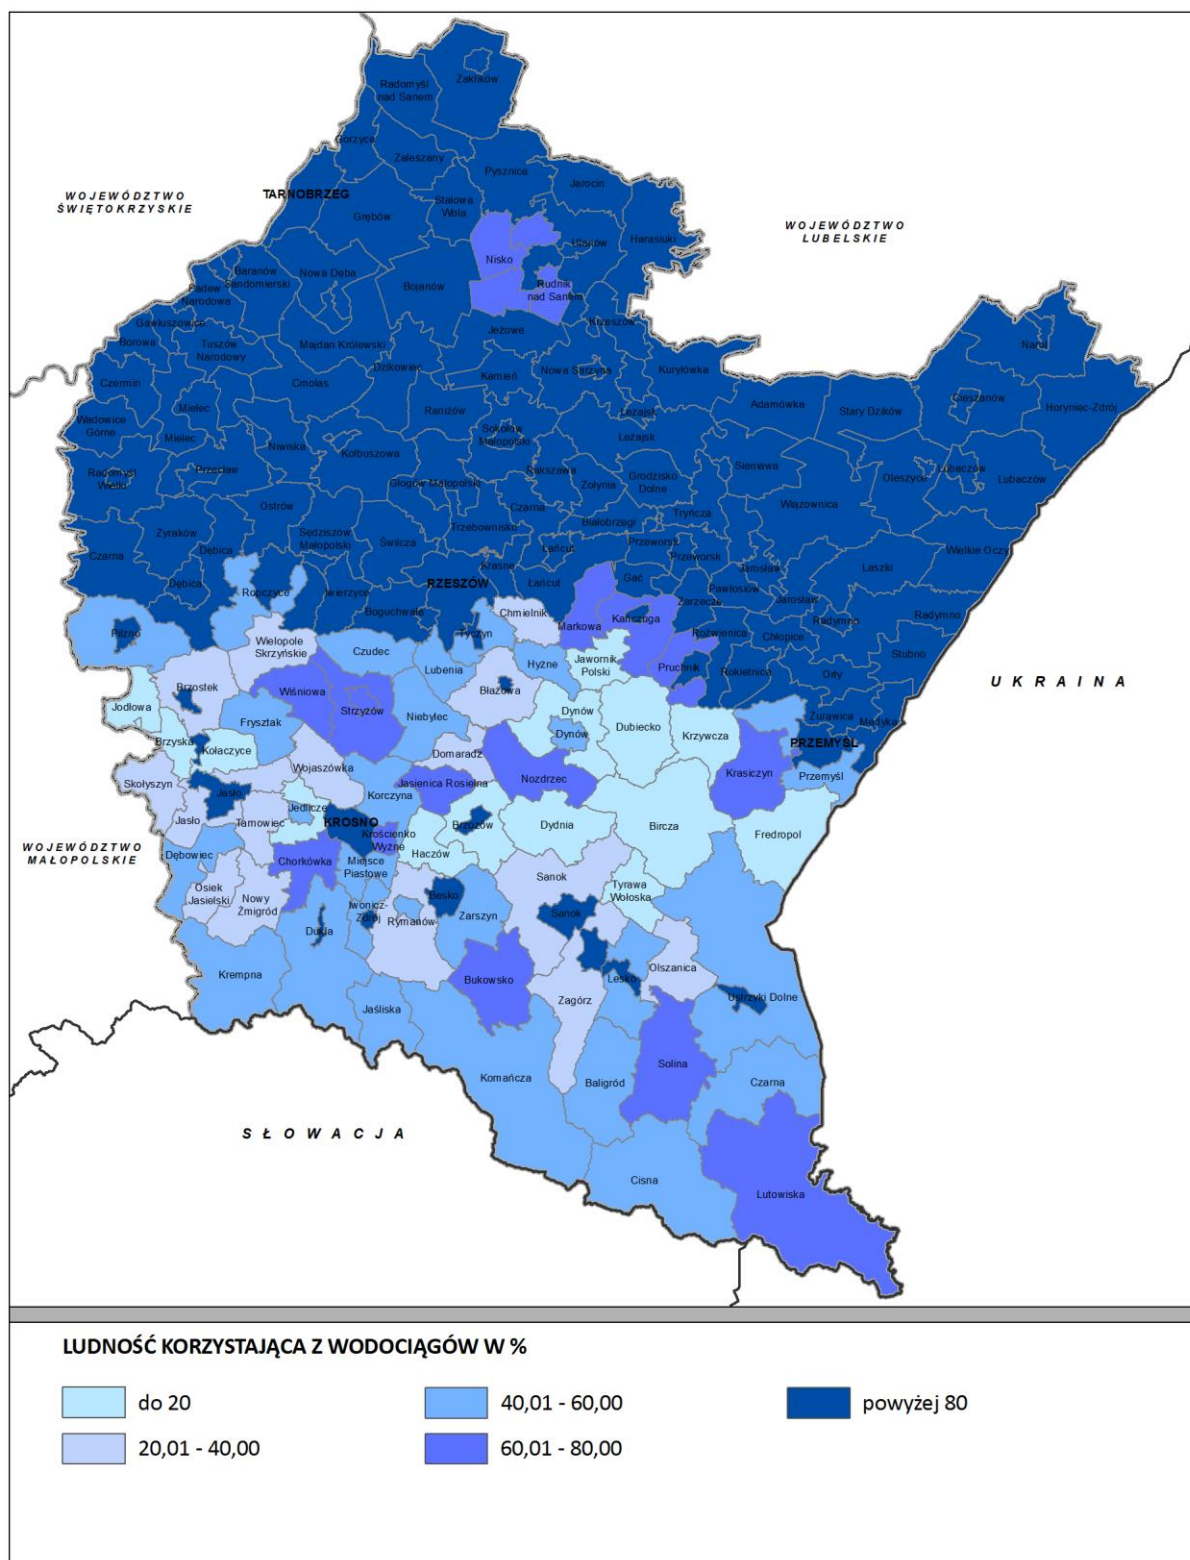 Zaklików
Radomyśl
nad Sanem
Gorzyce
Zaleszany
Pysznica
Jarocin
TARNOBRZEG
WOJEWÓDZTWO
ŚWIĘTOKRZYSKIE
Stalowa
Wola
Grębów
WOJEWÓDZTWO
LUBELSKIE
Ulanów
Harasiuki
Nisko
Baranów
Sandomierski
Nowa Dęba
Bojanów
Rudnik
nad Sanem
Padew
Narodowa
Gawłuszowice
Krzeszów
Jeżowe
Borowa
Tuszów
Narodowy
Majdan Królewski
Narol
Dzikowiec
Nowa Sarzyna
Kuryłówka
Kamień
Czermin
Cmolas
Cieszanów
Adamówka
Stary Dzików
Horyniec-Zdrój
Mielec
Raniżów
Leżajsk
Wadowice
Górne
Sokołów
Małopolski
Mielec
Leżajsk
Niwiska
Kolbuszowa
Sieniawa
Radomyśl
Wielki
Przecław
Rakszawa
Grodzisko
Dolne
Lubaczów
Oleszyce
Lubaczów
Głogów Małopolski
Żołynia
Ostrów
Czarna
Wiązownica
Tryńcza
Białobrzegi
Trzebownisko
Żyraków
Sędziszów
Małopolski
Świlcza
Przeworsk
Dębica
Łańcut
Przeworsk
Wielkie Oczy
Czarna
Krasne
Jarosław
Laszki
Dębica
RZESZÓW
Łańcut
Gać
Pawłosiów
Ropczyce
Iwierzyce
Jarosław
Zarzecze
Boguchwała
Chmielnik
Markowa
Kańczuga
Radymno
Radymno
Pilzno
Tyczyn
Roźwienica
Chłopice
Wielopole
Skrzyńskie
Czudec
Stubno
Lubenia
Hyżne
Jawornik
Polski
Pruchnik
Rokietnica
Orły
Brzostek
Wiśniowa
Błażowa
Jodłowa
Strzyżów
Dynów
Frysztak
Niebylec
Dubiecko
Krzywcza
Żurawica
Medyka
Dynów
Brzyska
Kołaczyce
PRZEMYŚL
Domaradz
Wojaszówka
Krasiczyn
Przemyśl
Skołyszyn
Jasienica Rosielna
Nozdrzec
Jasło
Korczyna
Jedlicze
Jasło
Tarnowiec
KROSNO
Brzozów
Dydnia
Bircza
Fredropol
Krościenko
Wyżne
WOJEWÓDZTWO
MAŁOPOLSKIE
Dębowiec
Chorkówka
Miejsce
Piastowe
Haczów
Sanok
Osiek
Jasielski
Nowy
Żmigród
Tyrawa
Wołoska
Besko
Iwonicz-
Zdrój
Zarszyn
Sanok
Rymanów
Dukla
Krempna
Olszanica
Bukowsko
Lesko
Zagórz
Ustrzyki Dolne
Jaśliska
Solina
Komańcza
Baligród
Czarna
Cisna
Lutowiska
UKRAINA
SŁOWACJA
LUDNOŚĆ KORZYSTAJĄCA Z WODOCIĄGÓW W %
do 20
40,01 - 60,00
powyżej 80
20,01 - 40,00
60,01 - 80,00